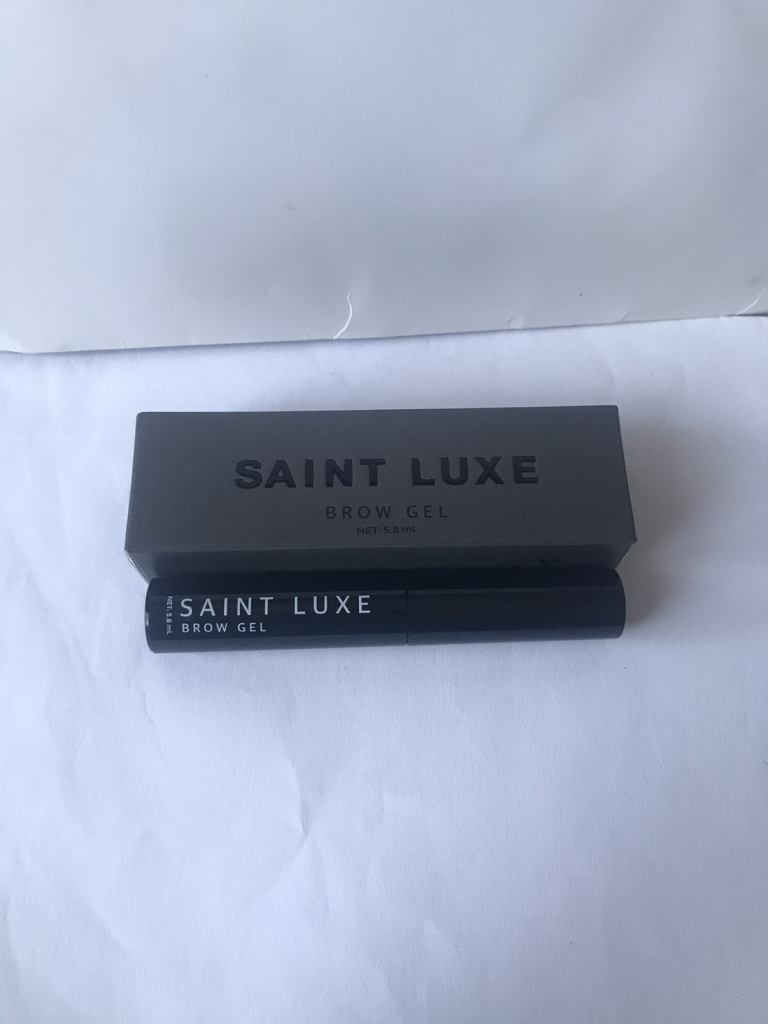 SAINT LUXE
BROW GEL
NET. 5.8 mL
SAINT LUXE
BROW GEL
NET. 5.8 mL